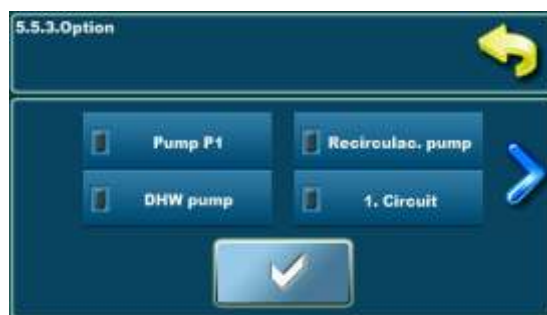 5.5.3.Option
Pump P1
Recirculac. pump
DHW pump
1. Circuit